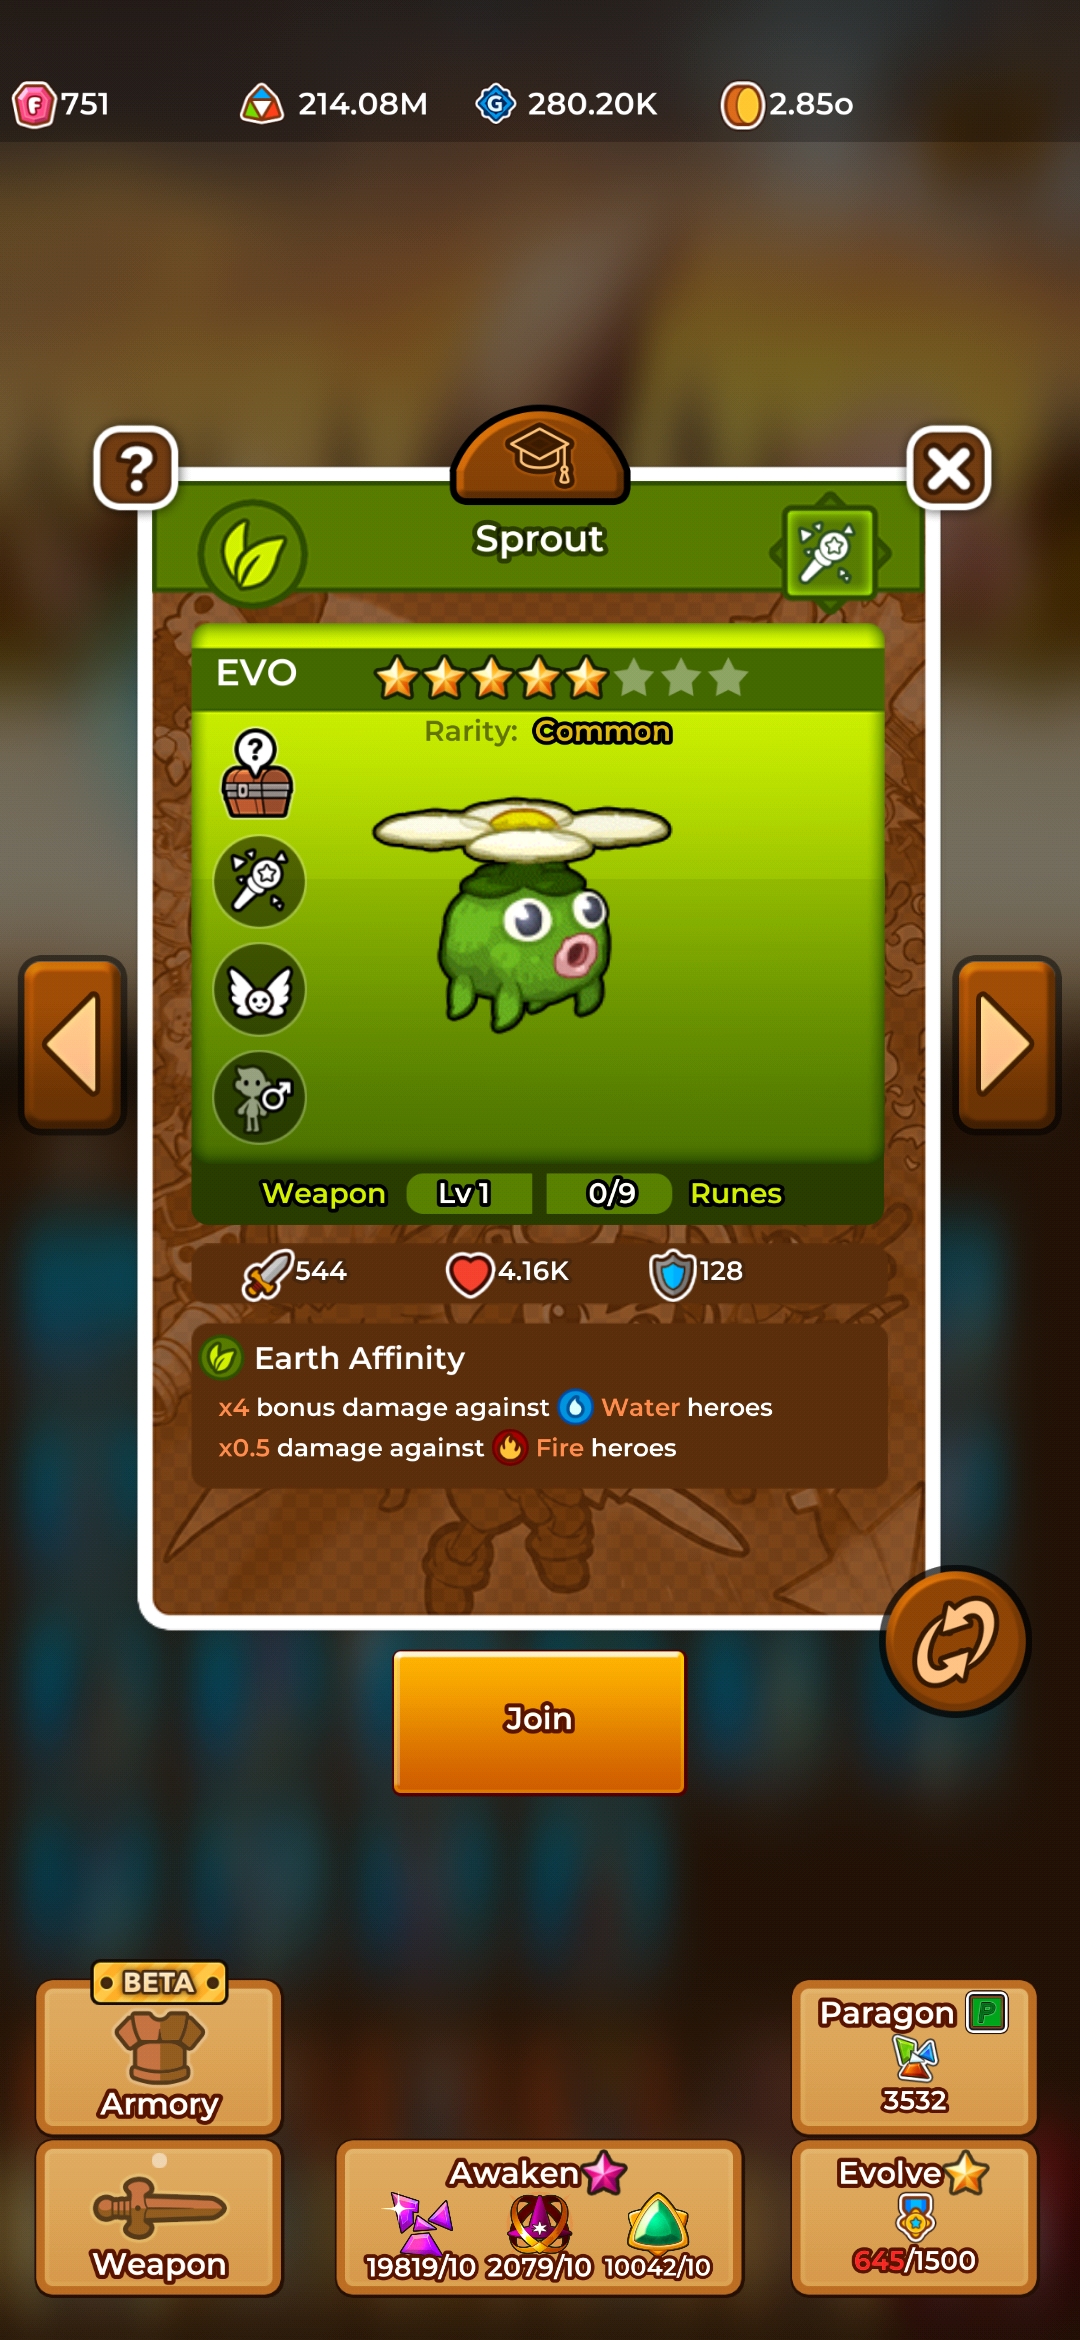 F 751 214.08M G 280.20K 2.85o
?
Sprout
EVO
Rarity: Common
?
Weapon Lv 1 0/9 Runes
544 4.16K 128
Earth Affinity
x4 bonus damage against Water heroes
x0.5 damage against Fire heroes
Join
BETA
Armory
Paragon P
3532
Weapon
Awaken
19819/10 2079/10 10042/10
Evolve
645/1500